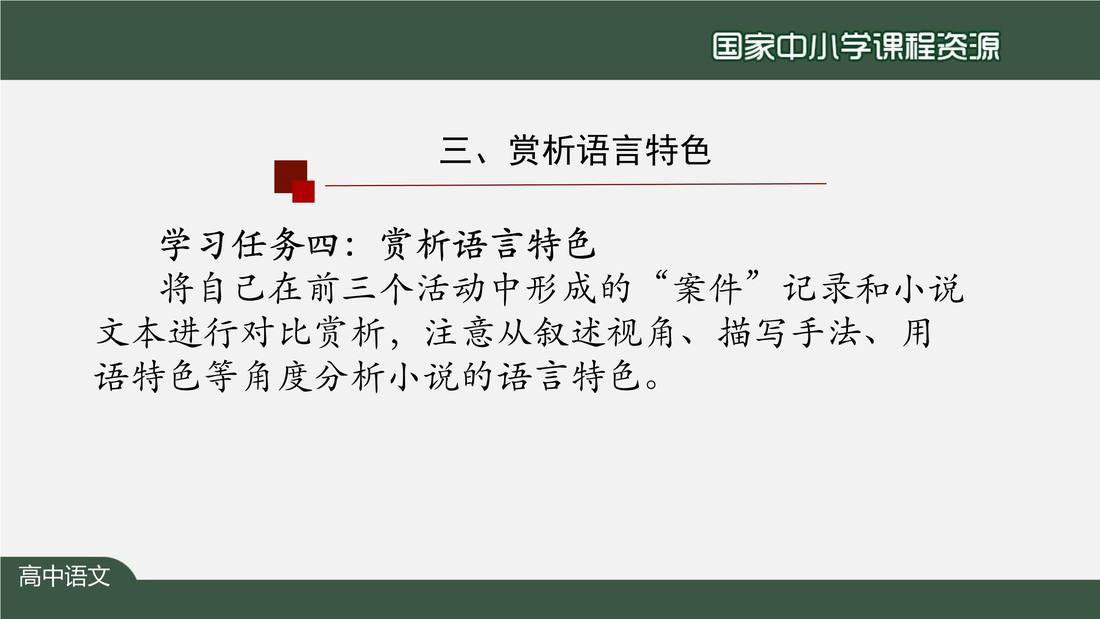 国家中小学课程资源
三、赏析语言特色
学习任务四：赏析语言特色
将自己在前三个活动中形成的“案件”记录和小说
文本进行对比赏析，注意从叙述视角、描写手法、用
语特色等角度分析小说的语言特色。
高中语文